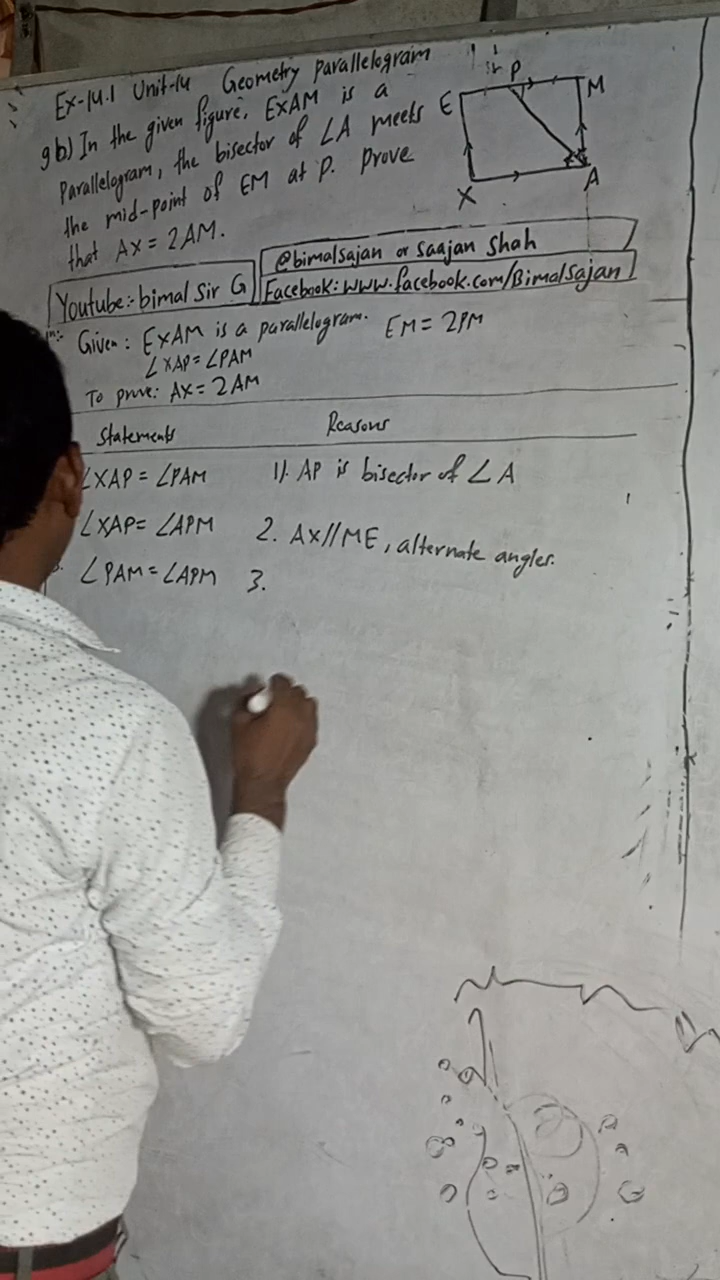 Ex-14.1 Unit-14 Geometry Parallelogram
9b) In the given figure, EXAM is a
Parallelogram, the bisector of ∠A meets
the mid-point of EM at P. Prove
that AX = 2AM.
E
P
M
X
A
Youtube:- bimal Sir G
@bimalsajan or Saajan Shah
Facebook: www.facebook.com/Bimalsajan
Given: EXAM is a parallelogram. EM = 2PM
∠XAP = ∠PAM
To prove: AX = 2AM
Statements Reasons
∠XAP = ∠PAM 1). AP is bisector of ∠A
∠XAP = ∠APM 2. AX//ME, alternate angles.
∠PAM = ∠APM 3.